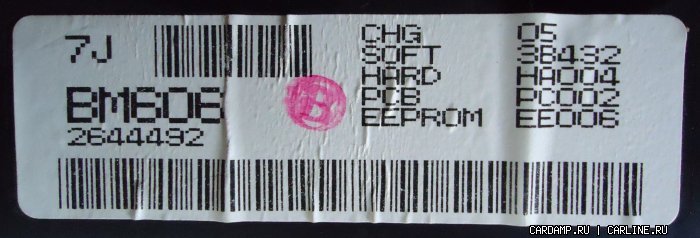 7J
BM606
2644492
B
CHG 05
SOFT 3B432
HARD HA004
PCB PC002
EEPROM EE006
CARDAMP.RU | CARLINE.RU